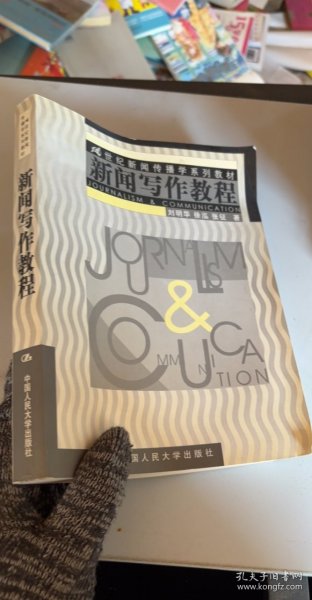 21世纪新闻传播学系列教材
新闻写作教程
JOURNALISM & COMMUNICATION
刘明华 徐泓 张征 著
JOURNALISM
&
COMMUNICATION
国人民大学出版社
新闻写作教程
中国人民大学出版社
孔夫子旧书网
www.kongfz.com